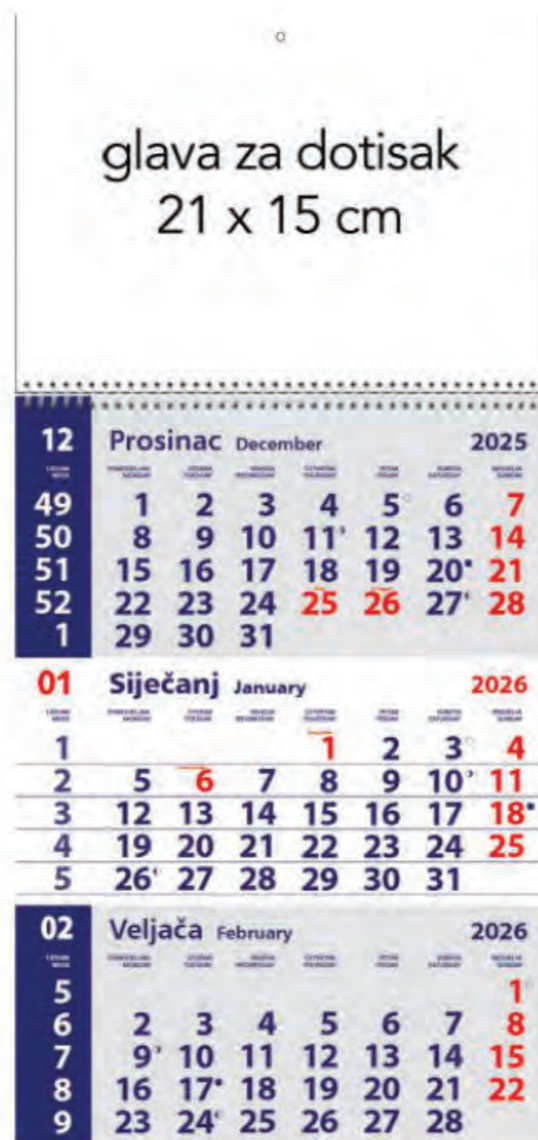 glava za dotisak
21 x 15 cm
12 Prosinac December 2025
49 1 2 3 4 5 6 7
50 8 9 10 11 12 13 14
51 15 16 17 18 19 20 21
52 22 23 24 25 26 27 28
1 29 30 31
01 Siječanj January 2026
1 1 2 3 4
2 5 6 7 8 9 10 11
3 12 13 14 15 16 17 18
4 19 20 21 22 23 24 25
5 26 27 28 29 30 31
02 Veljača February 2026
5 1
6 2 3 4 5 6 7 8
7 9 10 11 12 13 14 15
8 16 17 18 19 20 21 22
9 23 24 25 26 27 28